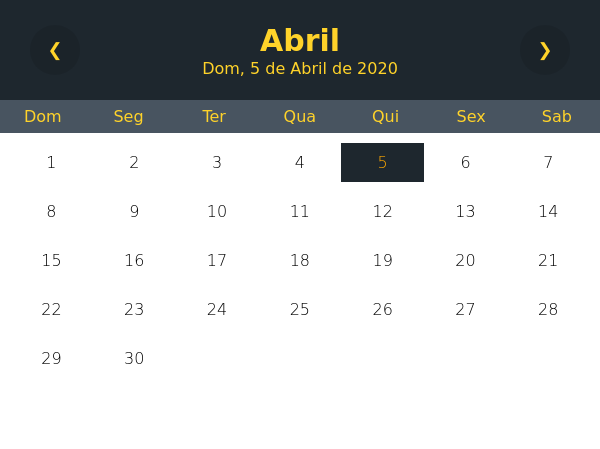 ❮ Abril ❯
Dom, 5 de Abril de 2020
Dom Seg Ter Qua Qui Sex Sab
1 2 3 4 5 6 7
8 9 10 11 12 13 14
15 16 17 18 19 20 21
22 23 24 25 26 27 28
29 30